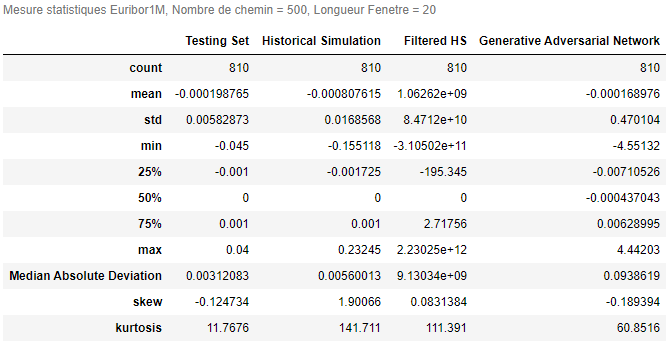 Mesure statistiques Euribor1M, Nombre de chemin = 500, Longueur Fenetre = 20
Testing Set Historical Simulation Filtered HS Generative Adversarial Network
count 810 810 810 810
mean -0.000198765 -0.000807615 1.06262e+09 -0.000168976
std 0.00582873 0.0168568 8.4712e+10 0.470104
min -0.045 -0.155118 -3.10502e+11 -4.55132
25% -0.001 -0.001725 -195.345 -0.00710526
50% 0 0 0 -0.000437043
75% 0.001 0.001 2.71756 0.00628995
max 0.04 0.23245 2.23025e+12 4.44203
Median Absolute Deviation 0.00312083 0.00560013 9.13034e+09 0.0938619
skew -0.124734 1.90066 0.0831384 -0.189394
kurtosis 11.7676 141.711 111.391 60.8516